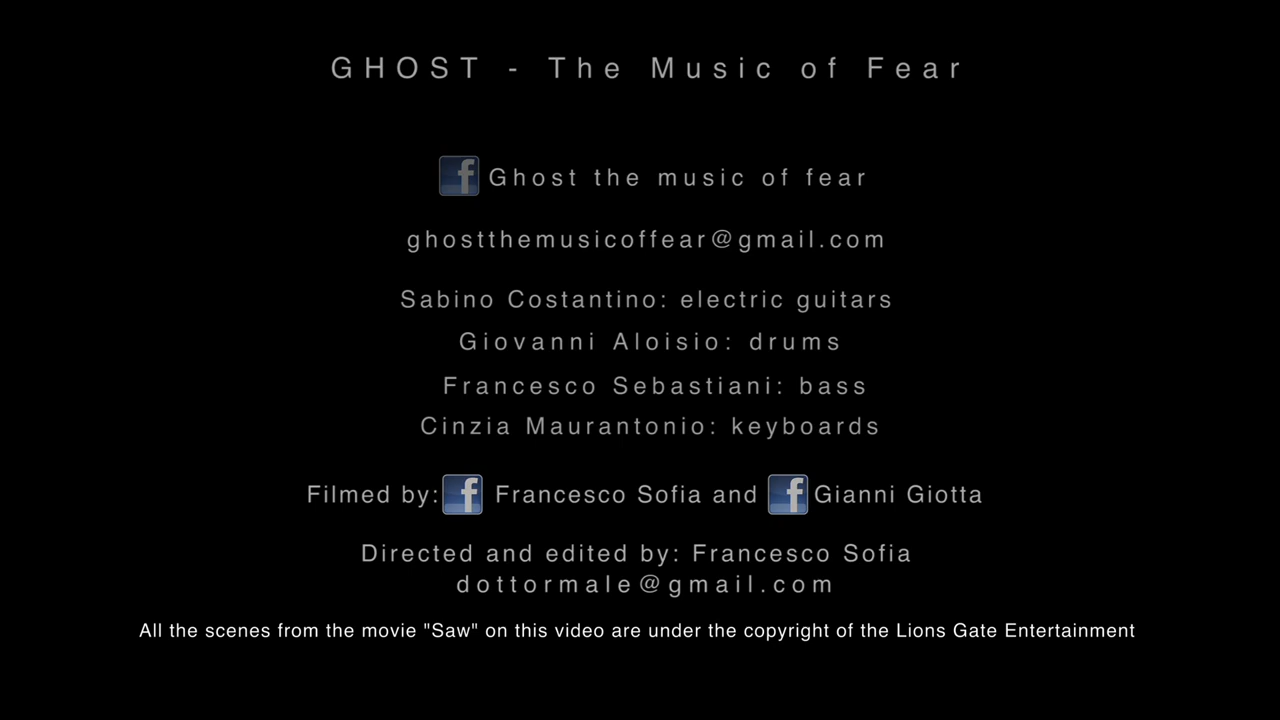 GHOST - The Music of Fear
f Ghost the music of fear
ghostthemusicoffear@gmail.com
Sabino Costantino: electric guitars
Giovanni Aloisio: drums
Francesco Sebastiani: bass
Cinzia Maurantonio: keyboards
Filmed by: f Francesco Sofia and f Gianni Giotta
Directed and edited by: Francesco Sofia
dottormale@gmail.com
All the scenes from the movie "Saw" on this video are under the copyright of the Lions Gate Entertainment